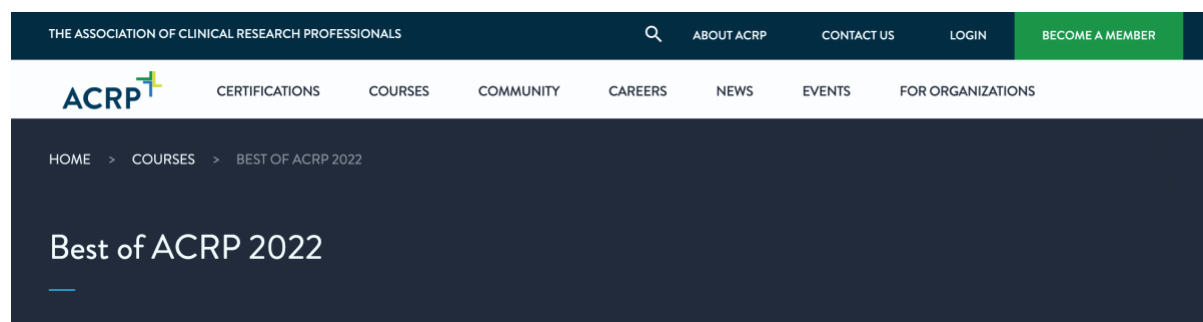 THE ASSOCIATION OF CLINICAL RESEARCH PROFESSIONALS ABOUT ACRP CONTACT US LOGIN BECOME A MEMBER
ACRP CERTIFICATIONS COURSES COMMUNITY CAREERS NEWS EVENTS FOR ORGANIZATIONS
HOME > COURSES > BEST OF ACRP 2022
Best of ACRP 2022